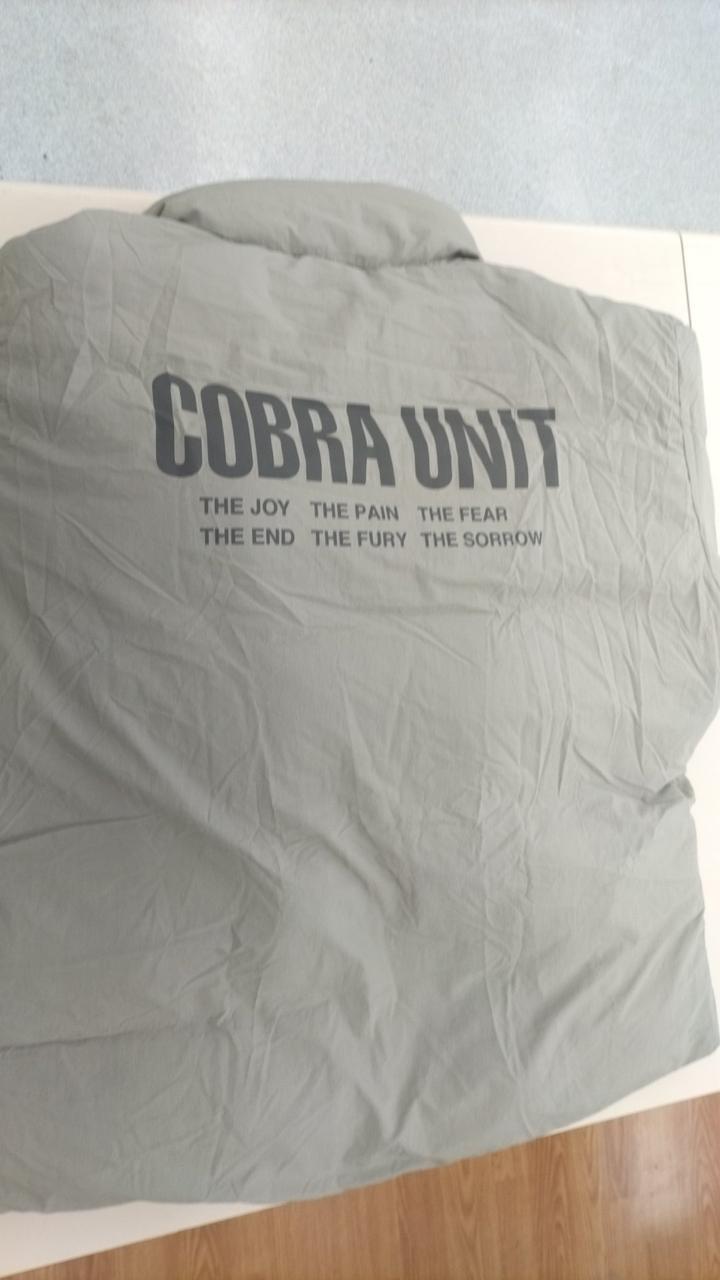 COBRA UNIT
THE JOY THE PAIN THE FEAR
THE END THE FURY THE SORROW